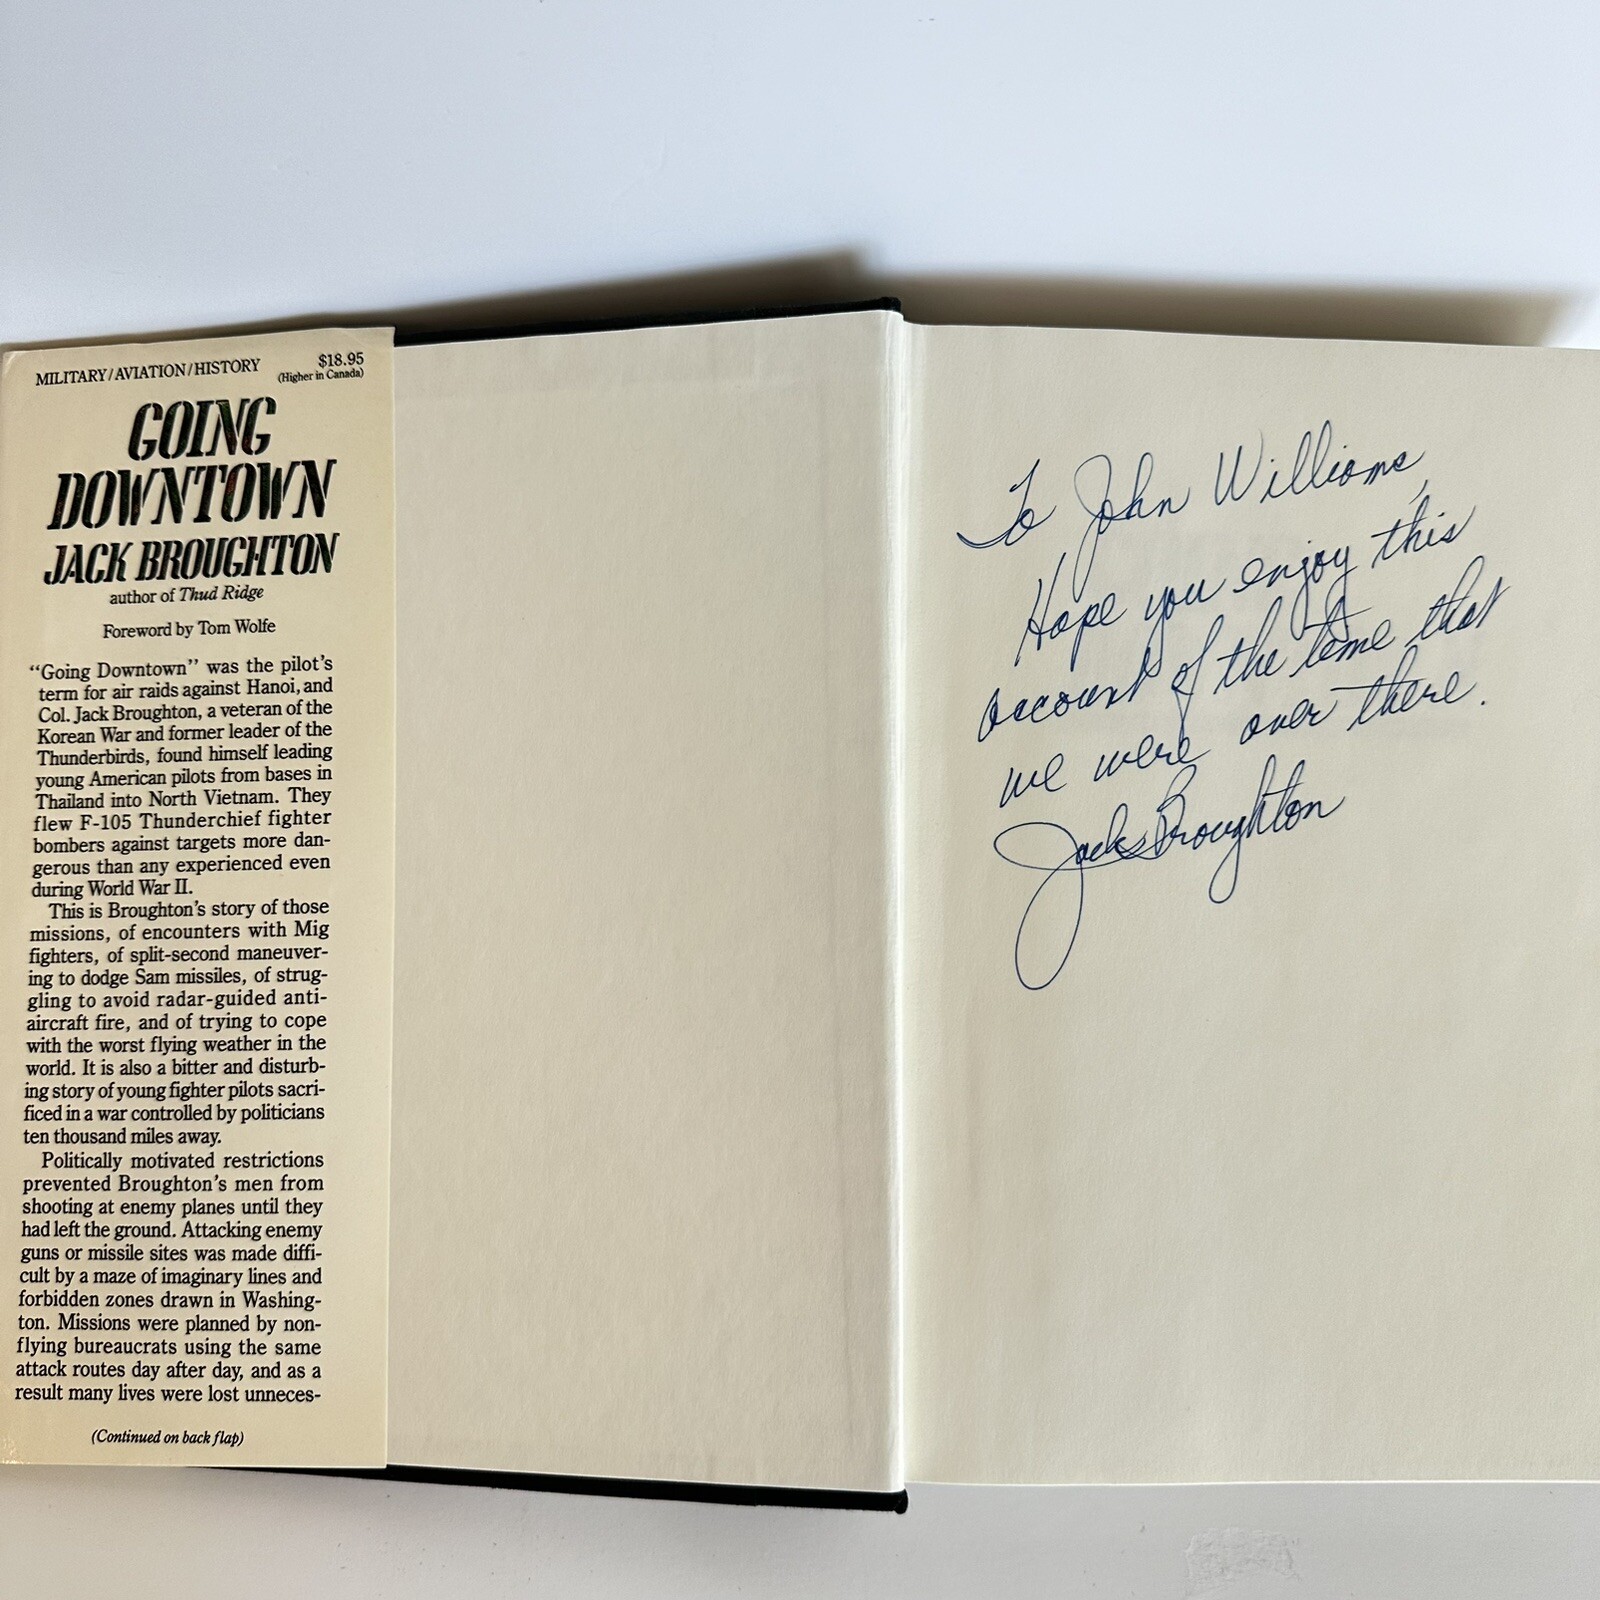 MILITARY/AVIATION/HISTORY
$18.95
(Higher in Canada)
GOING
DOWNTOWN
JACK BROUGHTON
author of Thud Ridge
Foreword by Tom Wolfe
“Going Downtown” was the pilot's
term for air raids against Hanoi, and
Col. Jack Broughton, a veteran of the
Korean War and former leader of the
Thunderbirds, found himself leading
young American pilots from bases in
Thailand into North Vietnam. They
flew F-105 Thunderchief fighter
bombers against targets more dan-
gerous than any experienced even
during World War II.
This is Broughton's story of those
missions, of encounters with Mig
fighters, of split-second maneuver-
ing to dodge Sam missiles, of strug-
gling to avoid radar-guided anti-
aircraft fire, and of trying to cope
with the worst flying weather in the
world. It is also a bitter and disturb-
ing story of young fighter pilots sacri-
ficed in a war controlled by politicians
ten thousand miles away.
Politically motivated restrictions
prevented Broughton's men from
shooting at enemy planes until they
had left the ground. Attacking enemy
guns or missile sites was made diffi-
cult by a maze of imaginary lines and
forbidden zones drawn in Washing-
ton. Missions were planned by non-
flying bureaucrats using the same
attack routes day after day, and as a
result many lives were lost unneces-
(Continued on back flap)
To John Williams,
Hope you enjoy this
account of the time that
we were over there.
Jack Broughton